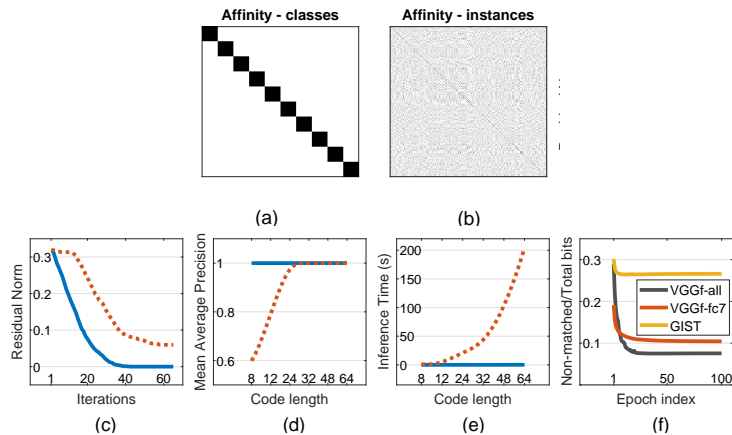 Affinity - classes
Affinity - instances
(a)
(b)
Residual Norm
0.3
0.2
0.1
0
1 20 40 60
Iterations
(c)
Mean Average Precision
1
0.8
0.6
8 12 24 32 48 64
Code length
(d)
Inference Time (s)
200
150
100
50
0
8 12 24 32 48 64
Code length
(e)
Non-matched/Total bits
0.3
0.2
0.1
VGGf-all
VGGf-fc7
GIST
1 50 100
Epoch index
(f)